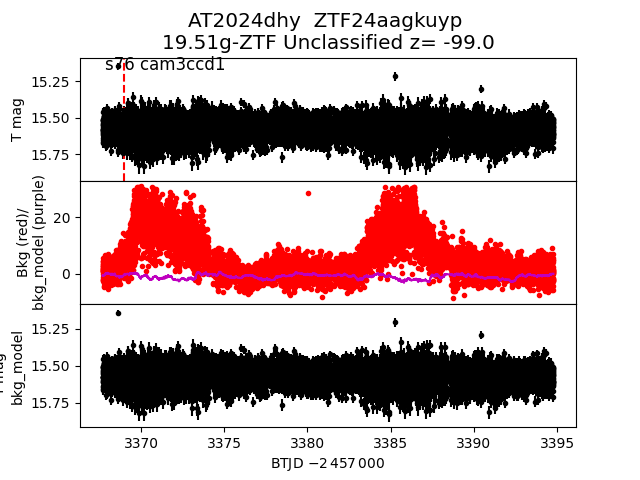 AT2024dhy  ZTF24aagkuyp
19.51g-ZTF Unclassified z= -99.0
s76 cam3ccd1
T mag
15.25
15.50
15.75
Bkg (red)/
bkg_model (purple)
20
0
bkg_model
15.25
15.50
15.75
3370
3375
3380
3385
3390
3395
BTJD −2 457 000